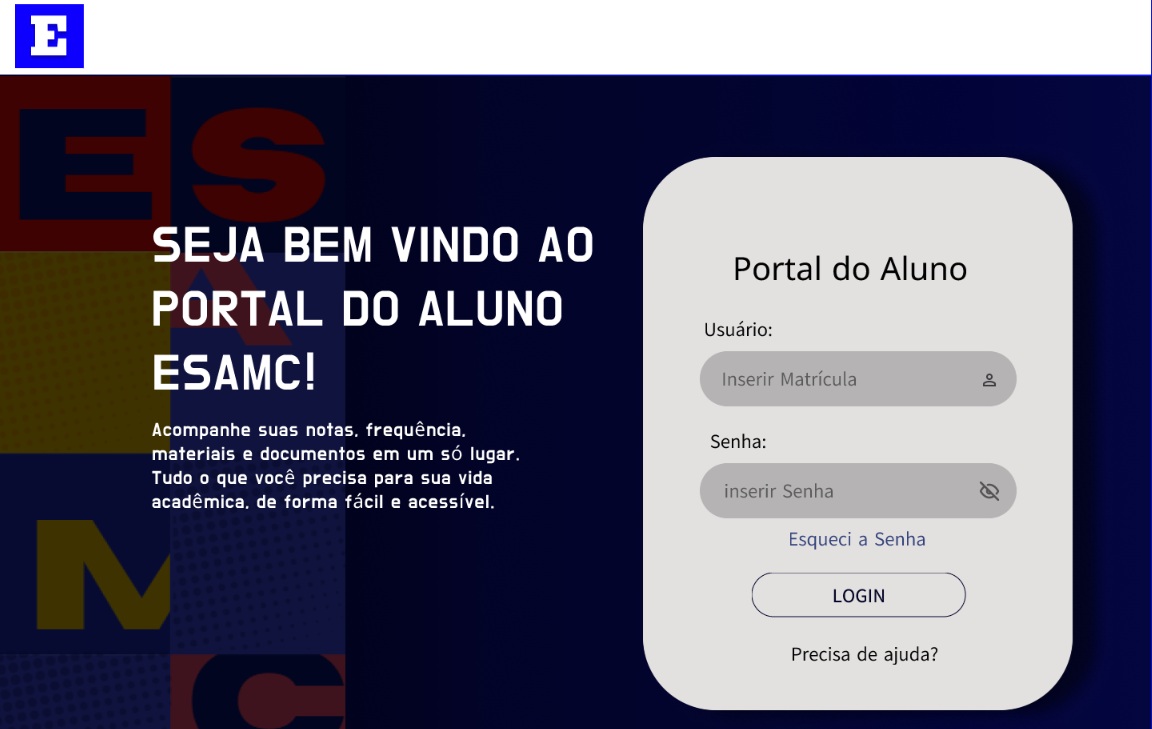 E
E S
A
M
C
SEJA BEM VINDO AO
PORTAL DO ALUNO
ESAMC!
Acompanhe suas notas, frequência,
materiais e documentos em um só lugar.
Tudo o que você precisa para sua vida
acadêmica, de forma fácil e acessível.
Portal do Aluno
Usuário:
Inserir Matrícula
Senha:
inserir Senha
Esqueci a Senha
LOGIN
Precisa de ajuda?